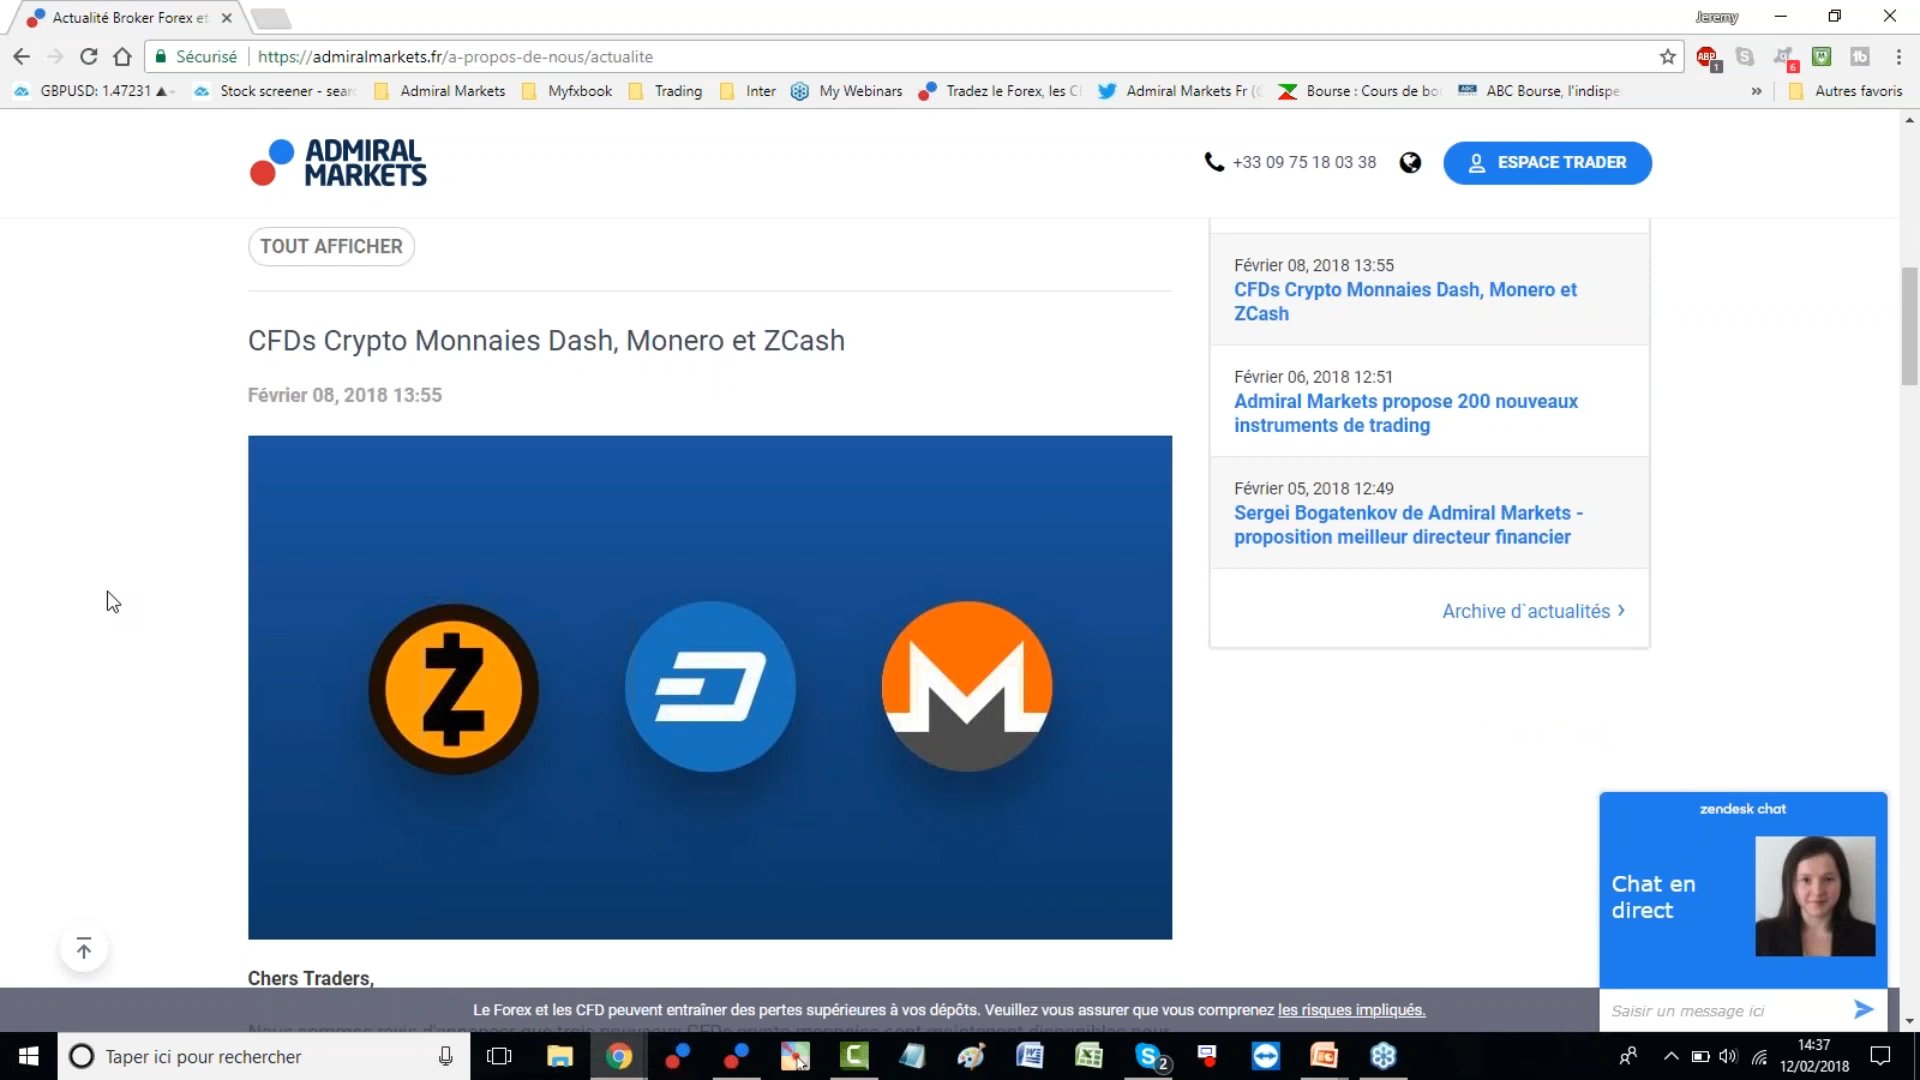 Actualité Broker Forex et
Jeremy
Sécurisé
https://admiralmarkets.fr/a-propos-de-nous/actualite
ABP
1
6
GBPUSD: 1.47231 ▲
Stock screener - sear
Admiral Markets
Myfxbook
Trading
Inter
My Webinars
Tradez le Forex, les C
Admiral Markets Fr (
Bourse : Cours de bo
ABC Bourse, l'indispe
»
Autres favoris
ADMIRAL
MARKETS
+33 09 75 18 03 38
ESPACE TRADER
TOUT AFFICHER
CFDs Crypto Monnaies Dash, Monero et ZCash
Février 08, 2018 13:55
Février 08, 2018 13:55
CFDs Crypto Monnaies Dash, Monero et
ZCash
Février 06, 2018 12:51
Admiral Markets propose 200 nouveaux
instruments de trading
Février 05, 2018 12:49
Sergei Bogatenkov de Admiral Markets -
proposition meilleur directeur financier
Archive d`actualités
Chers Traders,
zendesk chat
Chat en
direct
Saisir un message ici
Le Forex et les CFD peuvent entraîner des pertes supérieures à vos dépôts. Veuillez vous assurer que vous comprenez les risques impliqués.
Taper ici pour rechercher
2
14:37
12/02/2018